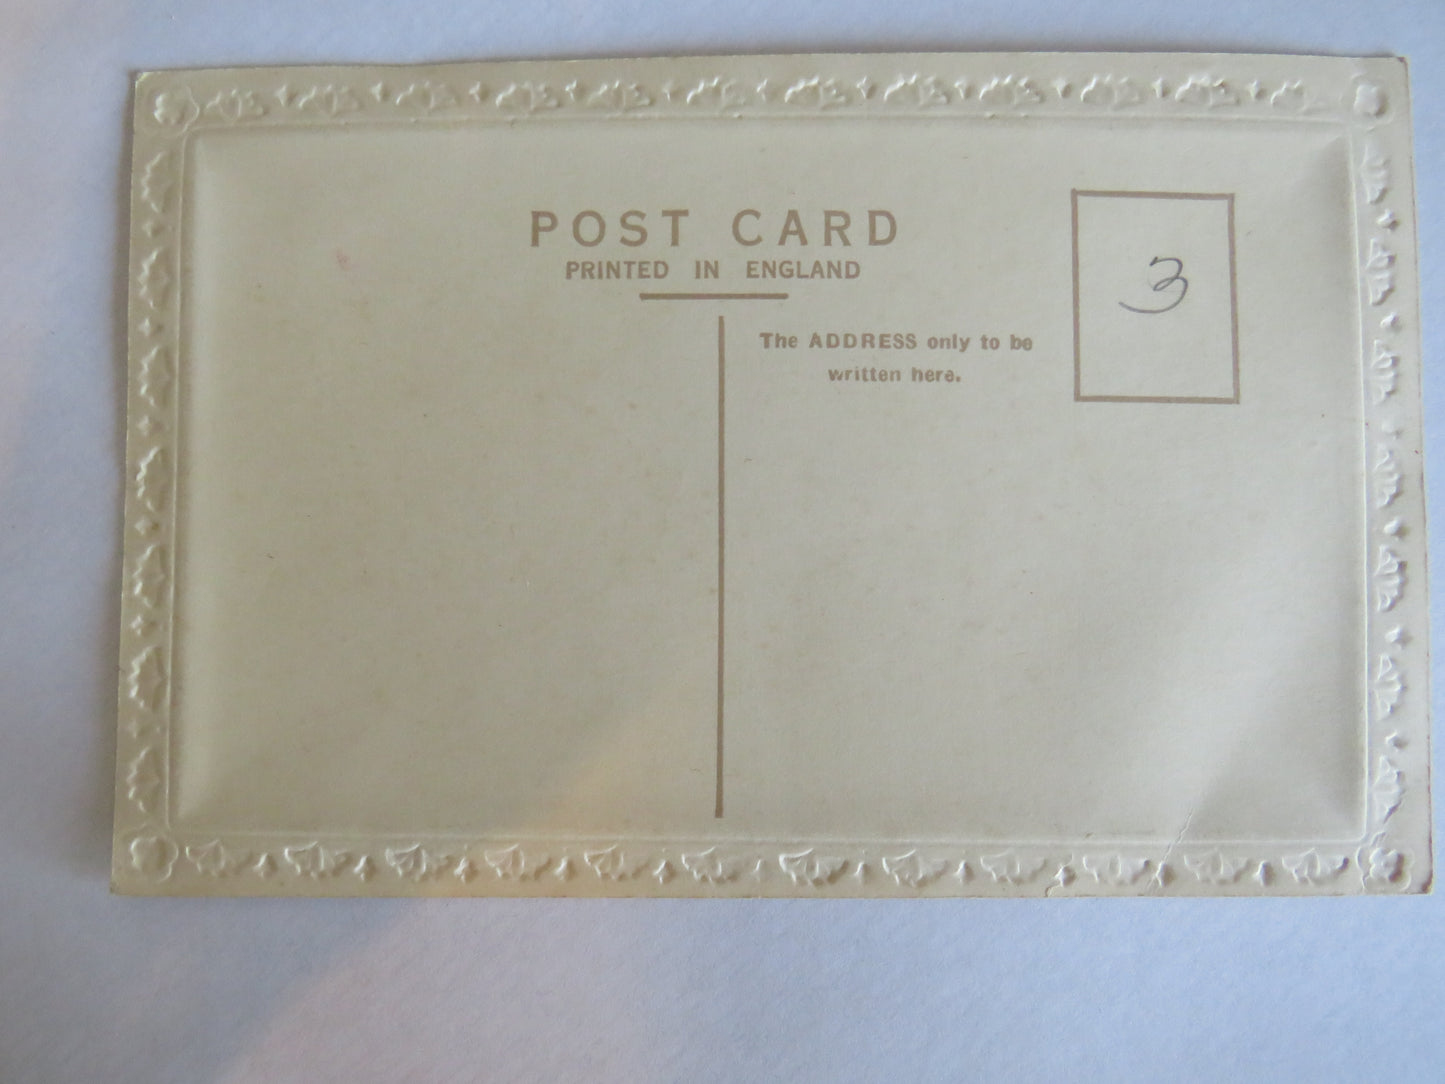 POST CARD
PRINTED IN ENGLAND
The ADDRESS only to be
written here.
3